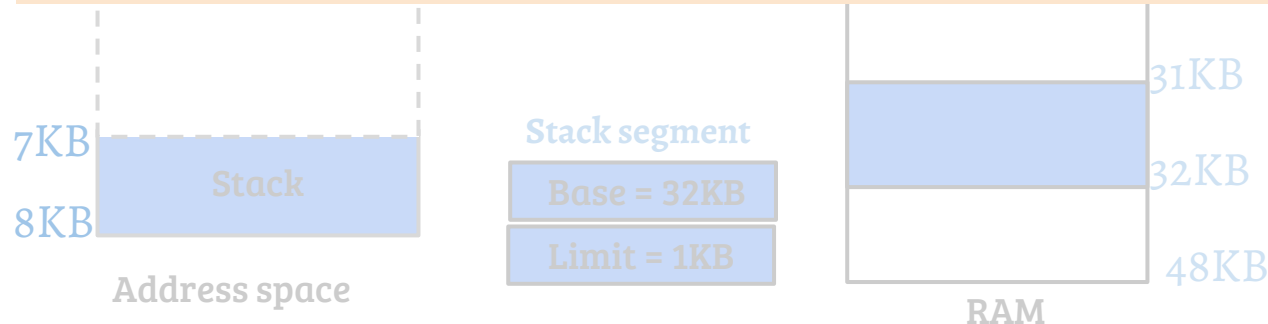 7KB
Stack
8KB
Address space
Stack segment
Base = 32KB
Limit = 1KB
31KB
32KB
48KB
RAM